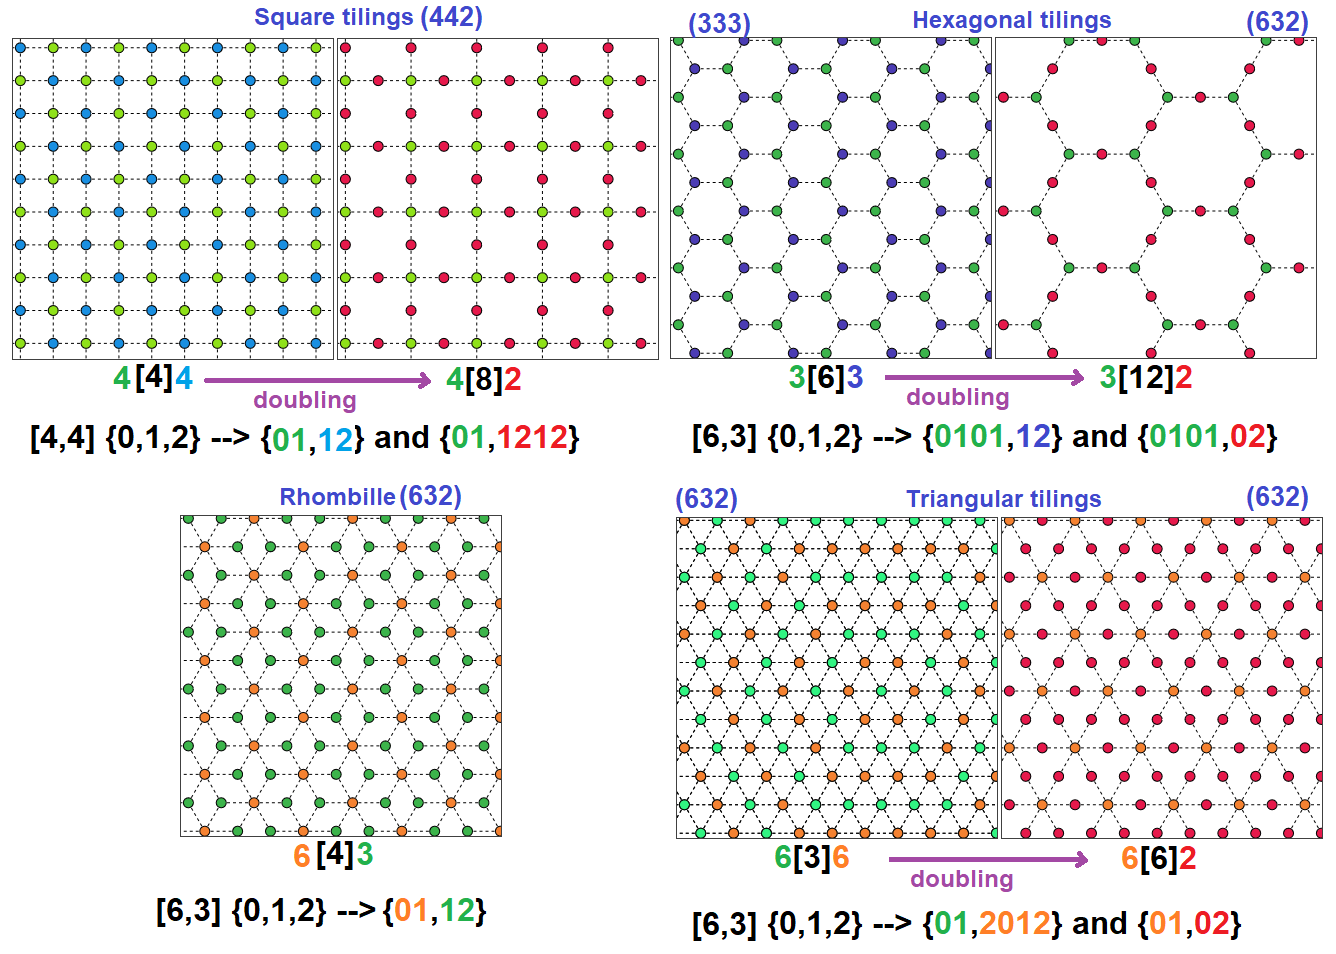 Square tilings (442)
(333) Hexagonal tilings (632)
4[4]4 4[8]2
doubling
[4,4] {0,1,2} --> {01,12} and {01,1212}
3[6]3 3[12]2
doubling
[6,3] {0,1,2} --> {0101,12} and {0101,02}
Rhombille (632)
6[4]3
[6,3] {0,1,2} --> {01,12}
(632) Triangular tilings (632)
6[3]6 6[6]2
doubling
[6,3] {0,1,2} --> {01,2012} and {01,02}